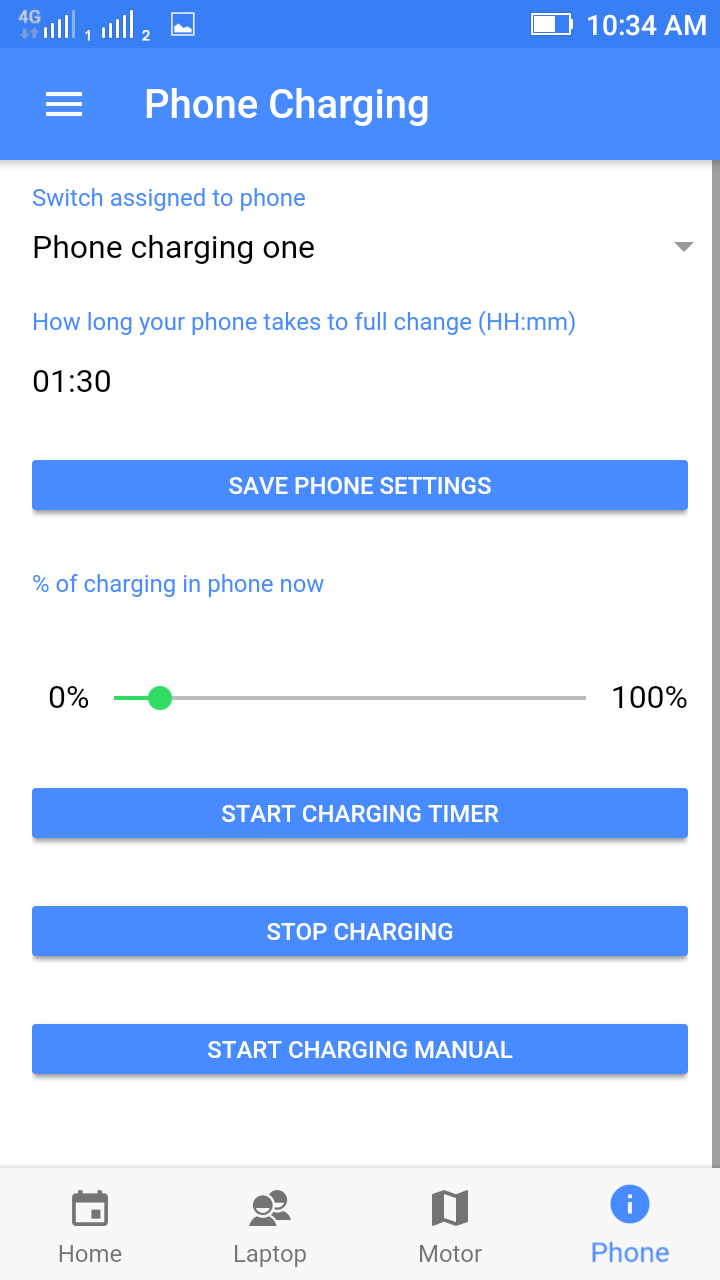 4G 1 2 10:34 AM
Phone Charging
Switch assigned to phone
Phone charging one
How long your phone takes to full change (HH:mm)
01:30
SAVE PHONE SETTINGS
% of charging in phone now
0% 100%
START CHARGING TIMER
STOP CHARGING
START CHARGING MANUAL
Home Laptop Motor Phone